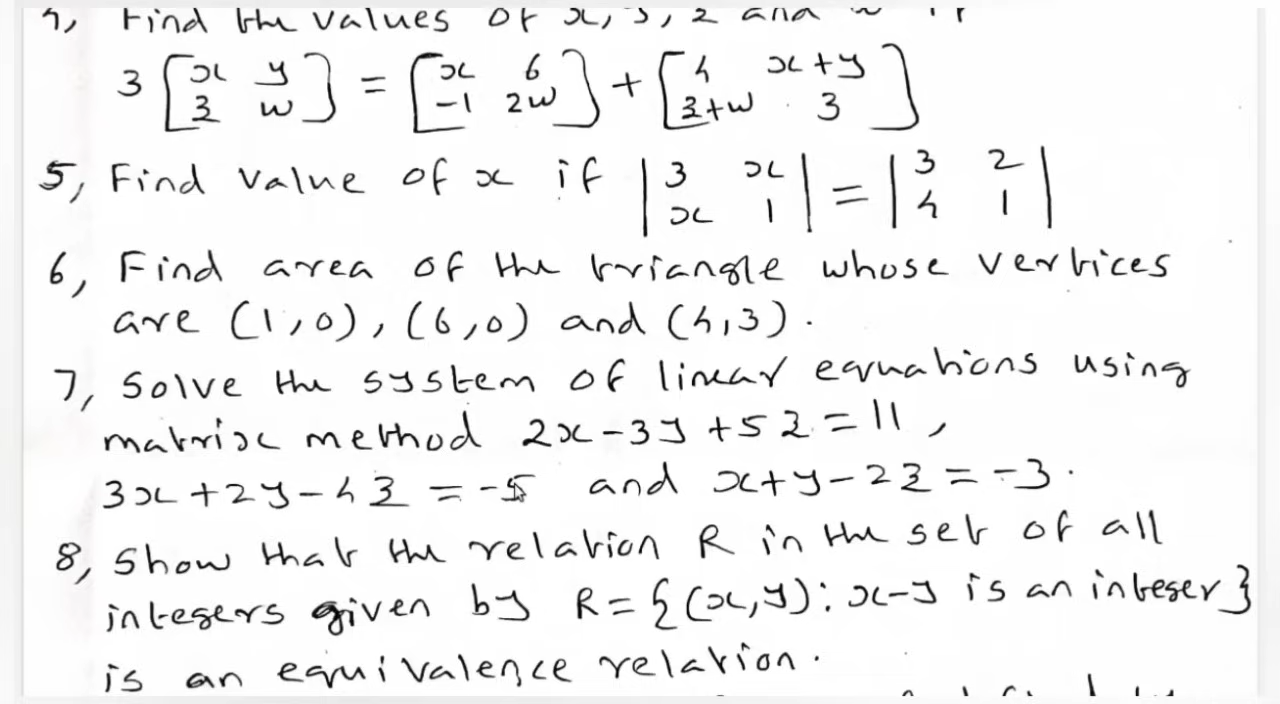 4, Find the values of x, y, z and w if
3 [x y] = [x 6] + [4 x+y]
[z w] [-1 2w] [z+w 3]
5, Find value of x if |3 x| = |3 2|
|x 1| |4 1|
6, Find area of the triangle whose vertices
are (1,0), (6,0) and (4,3).
7, Solve the system of linear equations using
matrix method 2x-3y+5z=11,
3x+2y-4z=-5 and x+y-2z=-3.
8, Show that the relation R in the set of all
integers given by R={(x,y): x-y is an integer}
is an equivalence relation.